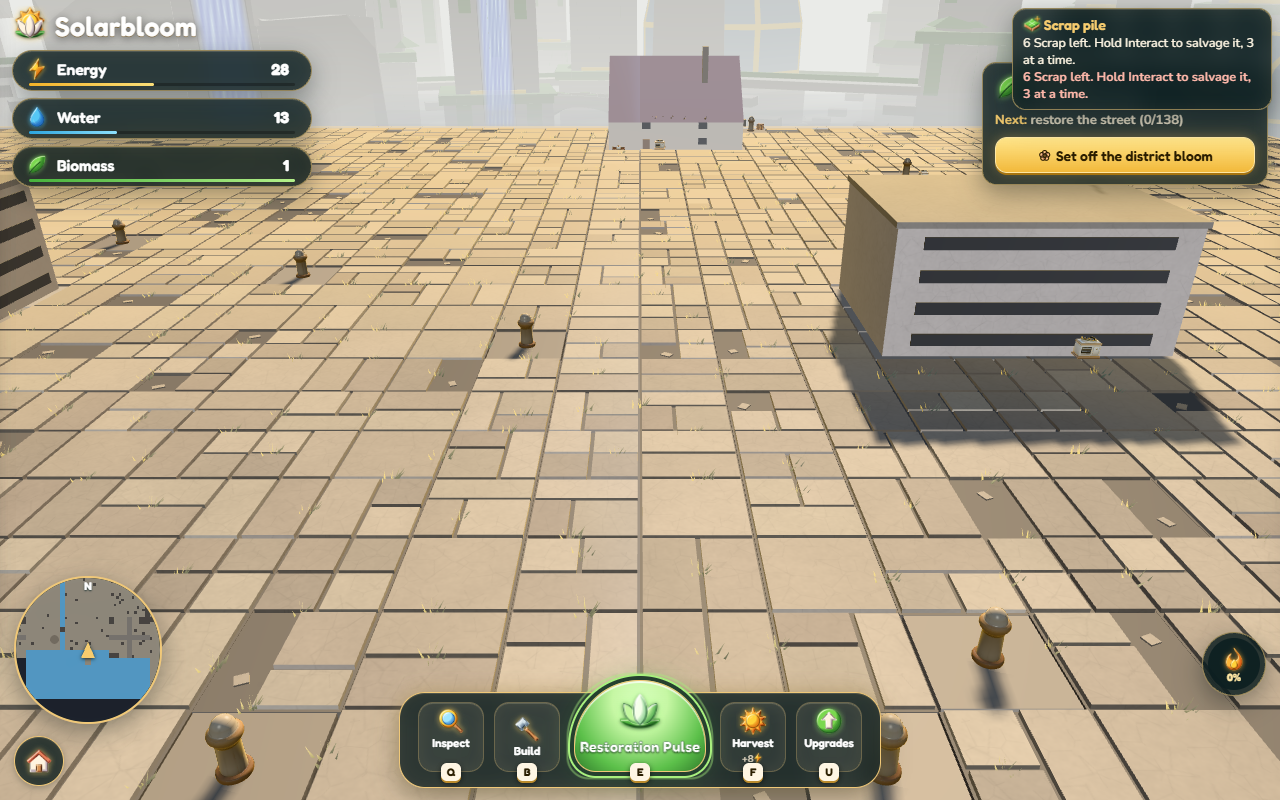 Solarbloom
Energy 28
Water 13
Biomass 1
Scrap pile
6 Scrap left. Hold Interact to salvage it, 3
at a time.
6 Scrap left. Hold Interact to salvage it,
3 at a time.
Next: restore the street (0/138)
Set off the district bloom
N
0%
Inspect
Q
Build
B
Restoration Pulse
E
Harvest
+8
F
Upgrades
U